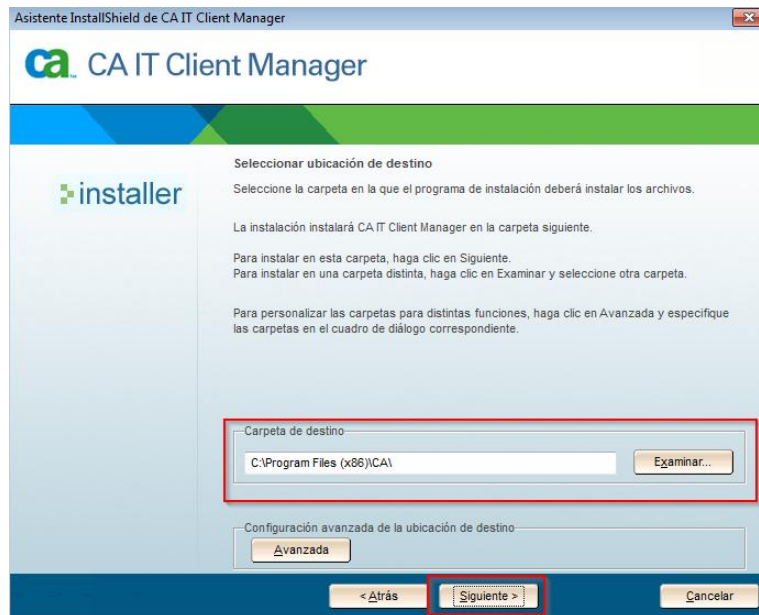 Asistente InstallShield de CA IT Client Manager
ca CA IT Client Manager
installer
Seleccionar ubicación de destino
Seleccione la carpeta en la que el programa de instalación deberá instalar los archivos.
La instalación instalará CA IT Client Manager en la carpeta siguiente.
Para instalar en esta carpeta, haga clic en Siguiente.
Para instalar en una carpeta distinta, haga clic en Examinar y seleccione otra carpeta.
Para personalizar las carpetas para distintas funciones, haga clic en Avanzada y especifique
las carpetas en el cuadro de diálogo correspondiente.
Carpeta de destino
C:\Program Files (x86)\CA\
Examinar...
Configuración avanzada de la ubicación de destino
Avanzada
< Atrás
Siguiente >
Cancelar